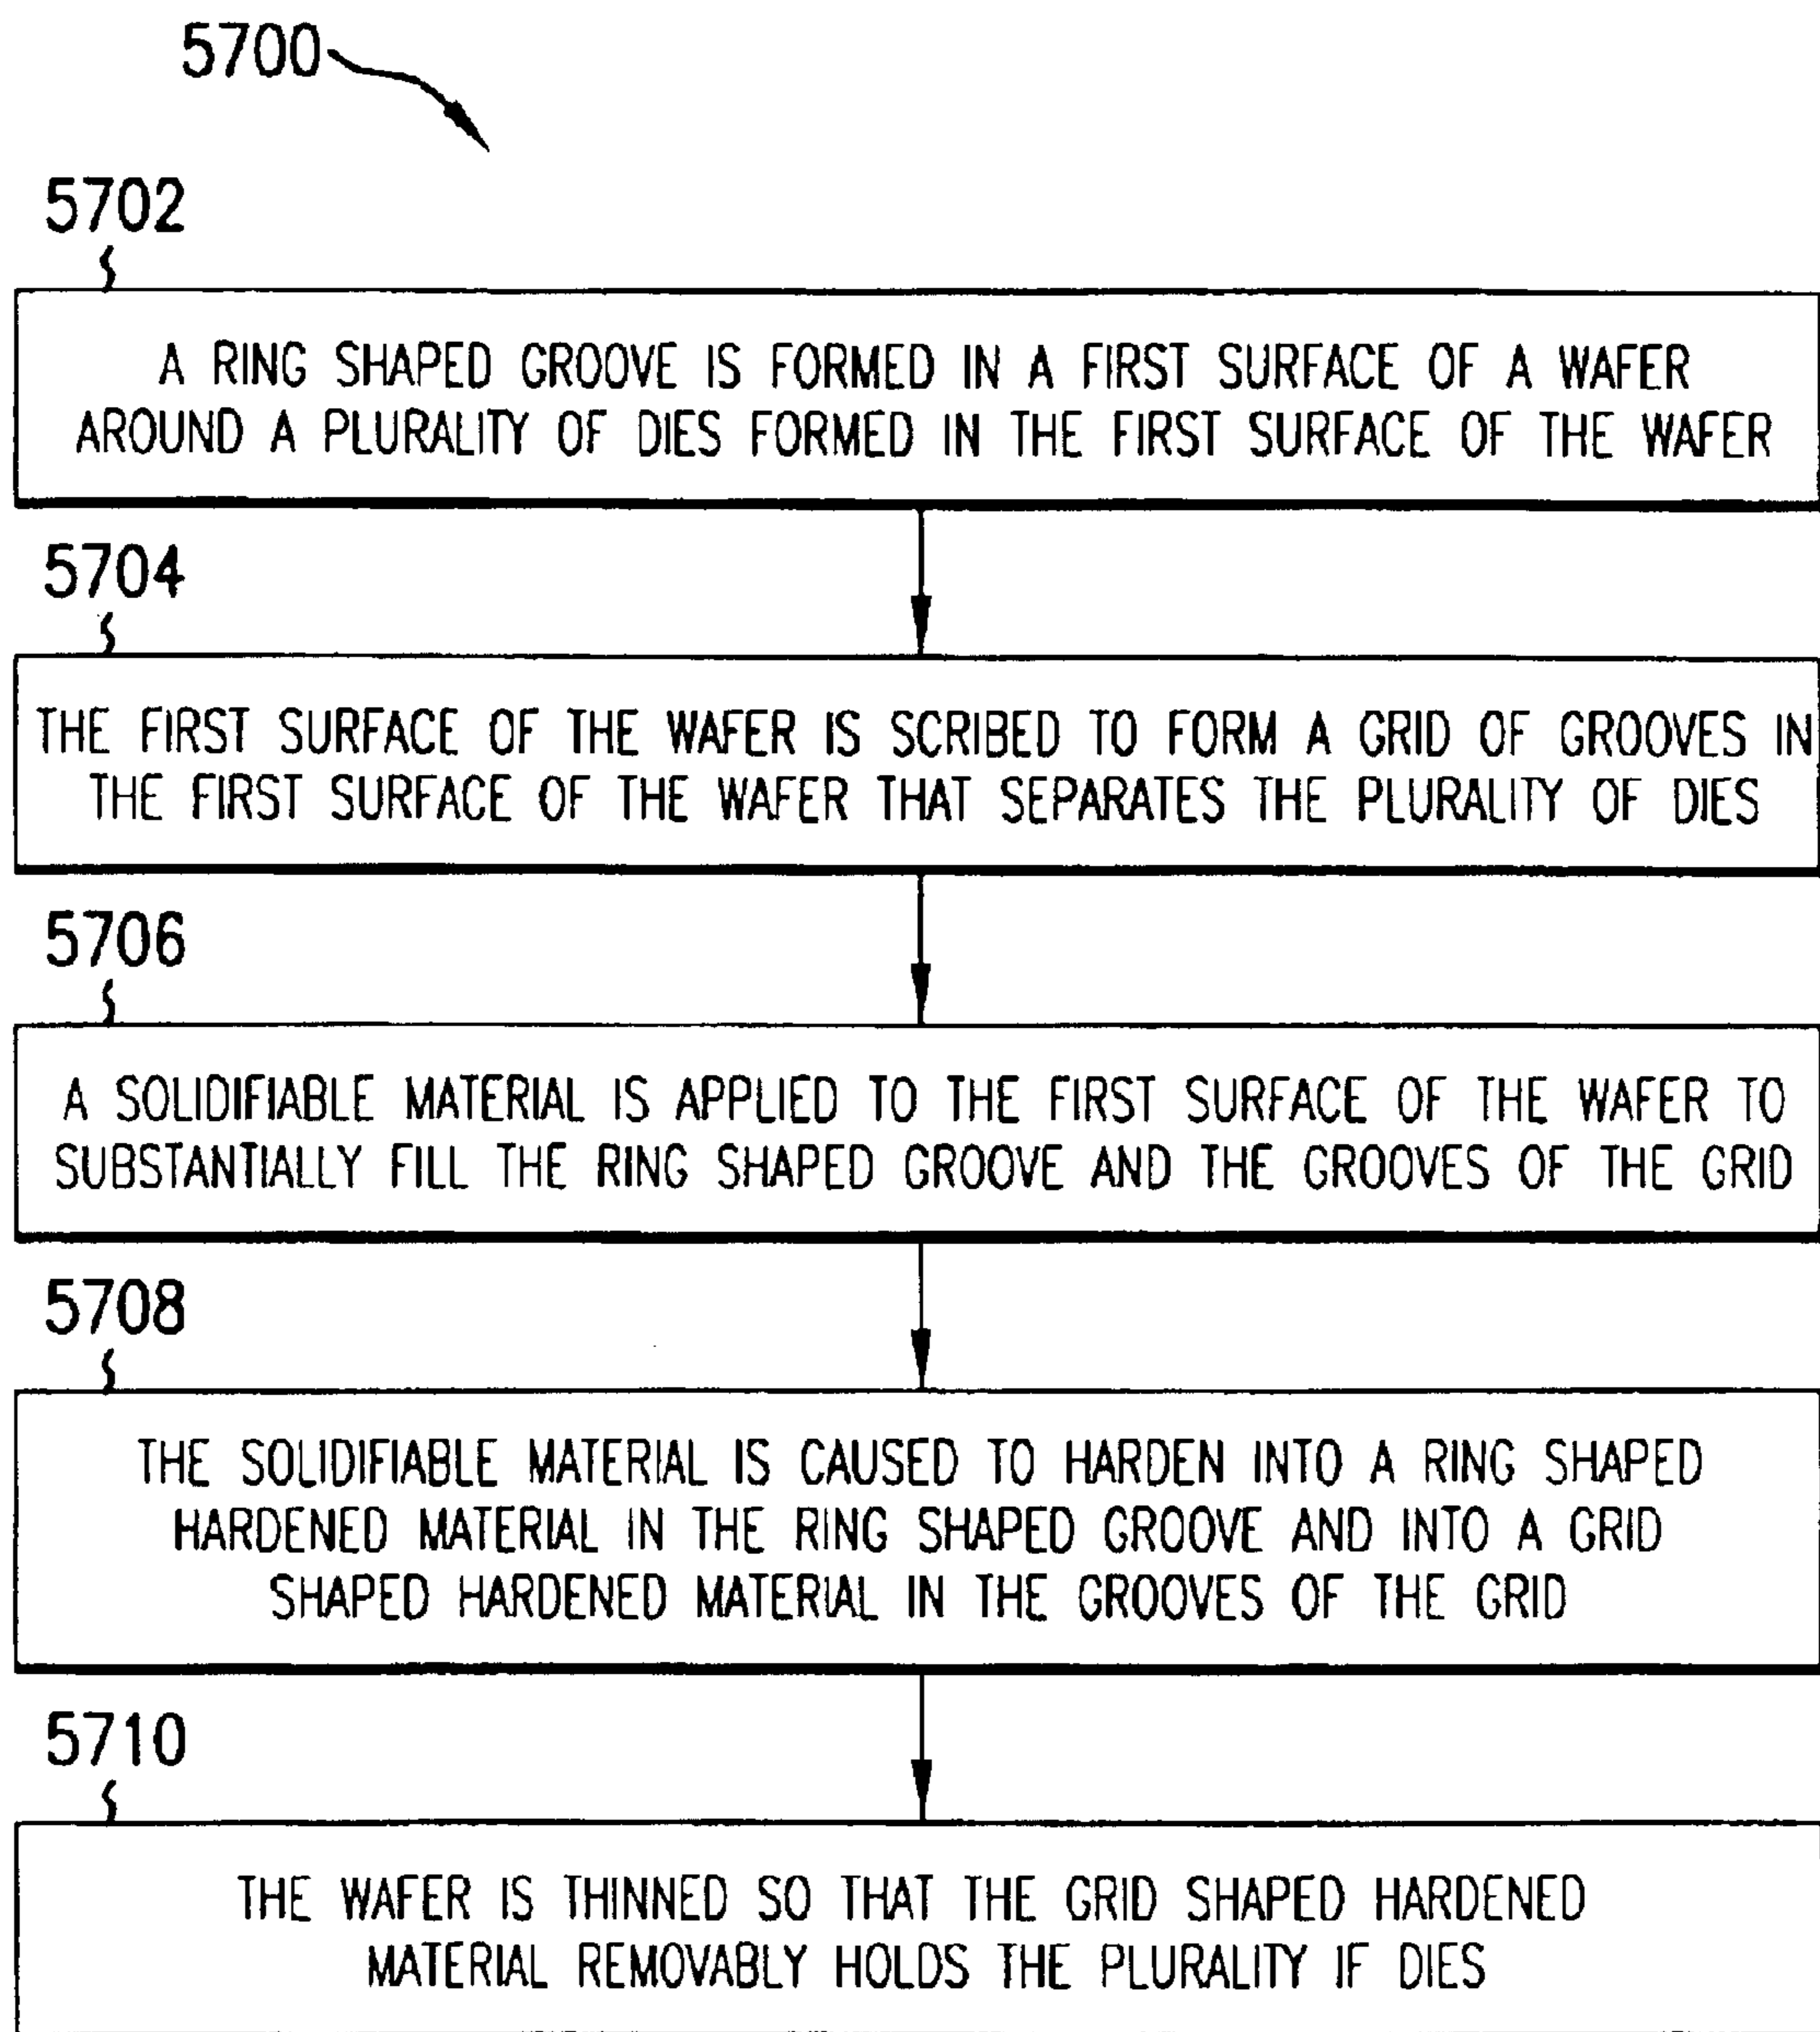 5700
5702
A RING SHAPED GROOVE IS FORMED IN A FIRST SURFACE OF A WAFER
AROUND A PLURALITY OF DIES FORMED IN THE FIRST SURFACE OF THE WAFER
5704
THE FIRST SURFACE OF THE WAFER IS SCRIBED TO FORM A GRID OF GROOVES IN
THE FIRST SURFACE OF THE WAFER THAT SEPARATES THE PLURALITY OF DIES
5706
A SOLIDIFIABLE MATERIAL IS APPLIED TO THE FIRST SURFACE OF THE WAFER TO
SUBSTANTIALLY FILL THE RING SHAPED GROOVE AND THE GROOVES OF THE GRID
5708
THE SOLIDIFIABLE MATERIAL IS CAUSED TO HARDEN INTO A RING SHAPED
HARDENED MATERIAL IN THE RING SHAPED GROOVE AND INTO A GRID
SHAPED HARDENED MATERIAL IN THE GROOVES OF THE GRID
5710
THE WAFER IS THINNED SO THAT THE GRID SHAPED HARDENED
MATERIAL REMOVABLY HOLDS THE PLURALITY IF DIES